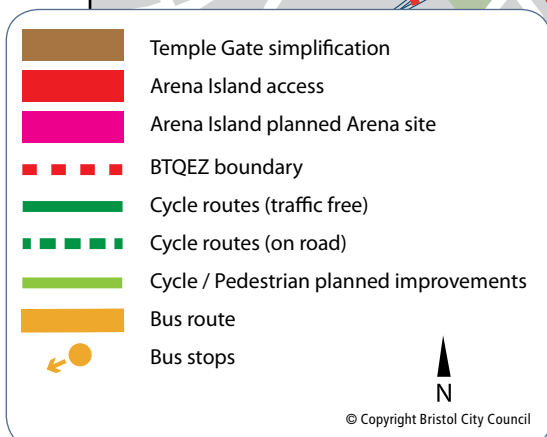 Temple Gate simplification
Arena Island access
Arena Island planned Arena site
BTQEZ boundary
Cycle routes (traffic free)
Cycle routes (on road)
Cycle / Pedestrian planned improvements
Bus route
Bus stops
N
© Copyright Bristol City Council